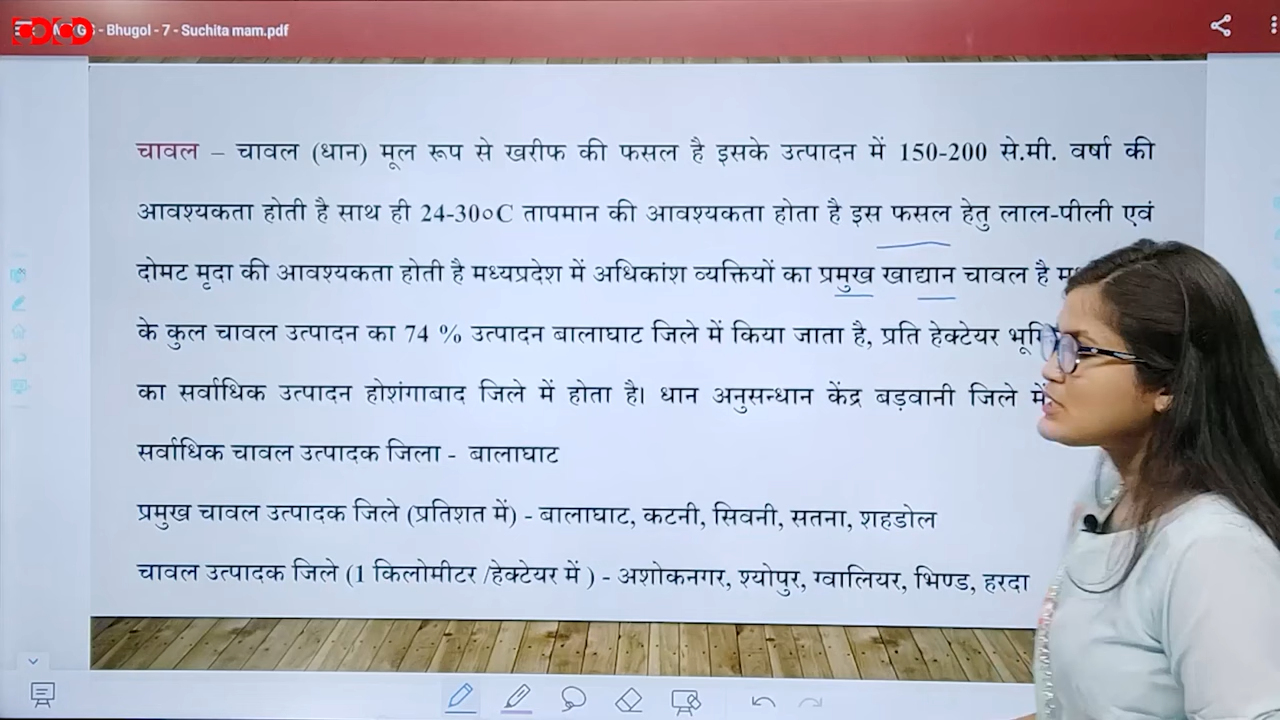 - Bhugol - 7 - Suchita mam.pdf
चावल – चावल (धान) मूल रूप से खरीफ की फसल है इसके उत्पादन में 150-200 से.मी. वर्षा की
आवश्यकता होती है साथ ही 24-30०C तापमान की आवश्यकता होता है इस फसल हेतु लाल-पीली एवं
दोमट मृदा की आवश्यकता होती है मध्यप्रदेश में अधिकांश व्यक्तियों का प्रमुख खाद्यान चावल है
के कुल चावल उत्पादन का 74 % उत्पादन बालाघाट जिले में किया जाता है, प्रति हेक्टेयर
का सर्वाधिक उत्पादन होशंगाबाद जिले में होता है। धान अनुसन्धान केंद्र बड़वानी जिले में
सर्वाधिक चावल उत्पादक जिला - बालाघाट
प्रमुख चावल उत्पादक जिले (प्रतिशत में) - बालाघाट, कटनी, सिवनी, सतना, शहडोल
चावल उत्पादक जिले (1 किलोमीटर /हेक्टेयर में ) - अशोकनगर, श्योपुर, ग्वालियर, भिण्ड, हरदा